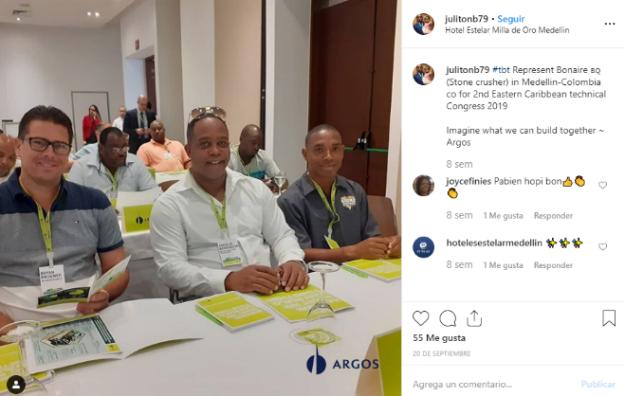 julitonb79 • Seguir
Hotel Estelar Milla de Oro Medellin
julitonb79 #tbt Represent Bonaire BQ
(Stone crusher) in Medellin-Colombia
co for 2nd Eastern Caribbean technical
Congress 2019
Imagine what we can build together ~
Argos
8 sem
joycefinies Pabien hopi bon👍👏
👏
8 sem 1 Me gusta Responder
hotelesestelarmedellin
8 sem 1 Me gusta Responder
ARGOS
55 Me gusta
20 DE SEPTIEMBRE
Agrega un comentario...
Publicar